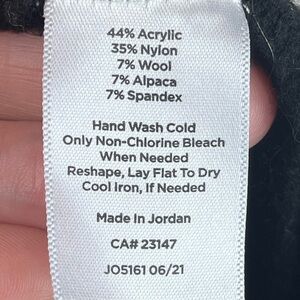 44% Acrylic
35% Nylon
7% Wool
7% Alpaca
7% Spandex
Hand Wash Cold
Only Non-Chlorine Bleach
When Needed
Reshape, Lay Flat To Dry
Cool Iron, If Needed
Made In Jordan
CA# 23147
JO5161 06/21